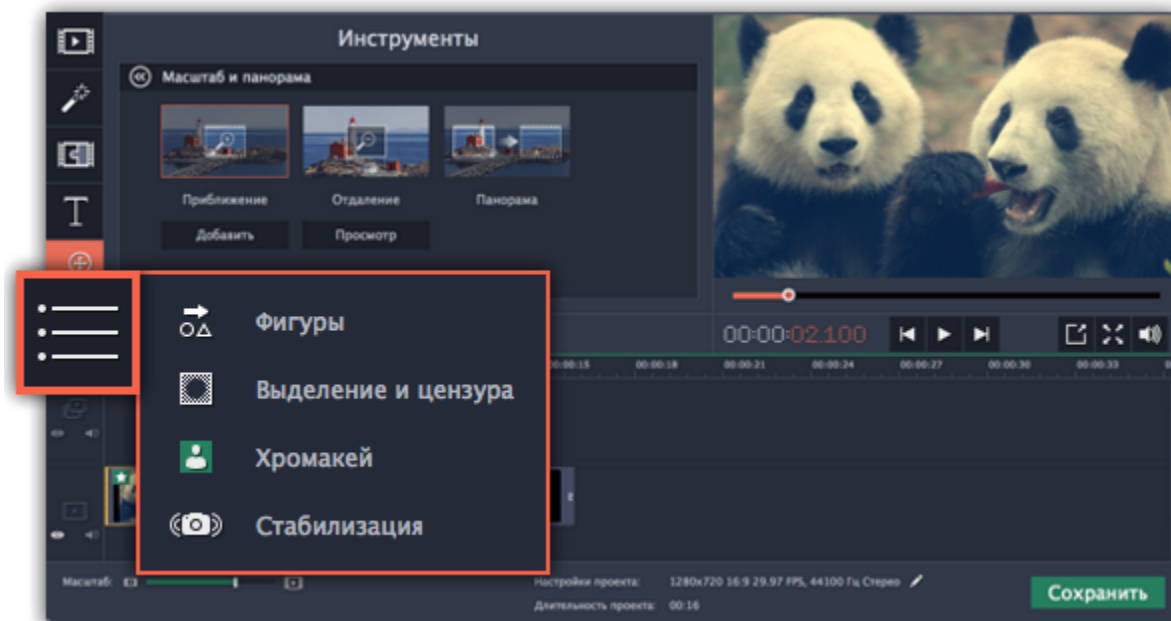 Инструменты
Масштаб и панорама
Приближение
Отдаление
Панорама
Добавить
Просмотр
T
Фигуры
Выделение и цензура
Хромакей
Стабилизация
00:00:02.100
00:00:15
00:00:18
00:00:21
00:00:24
00:00:27
00:00:30
00:00:33
Масштаб:
Настройки проекта: 1280x720 16:9 29.97 FPS, 44100 Гц Стерео
Длительность проекта: 00:16
Сохранить